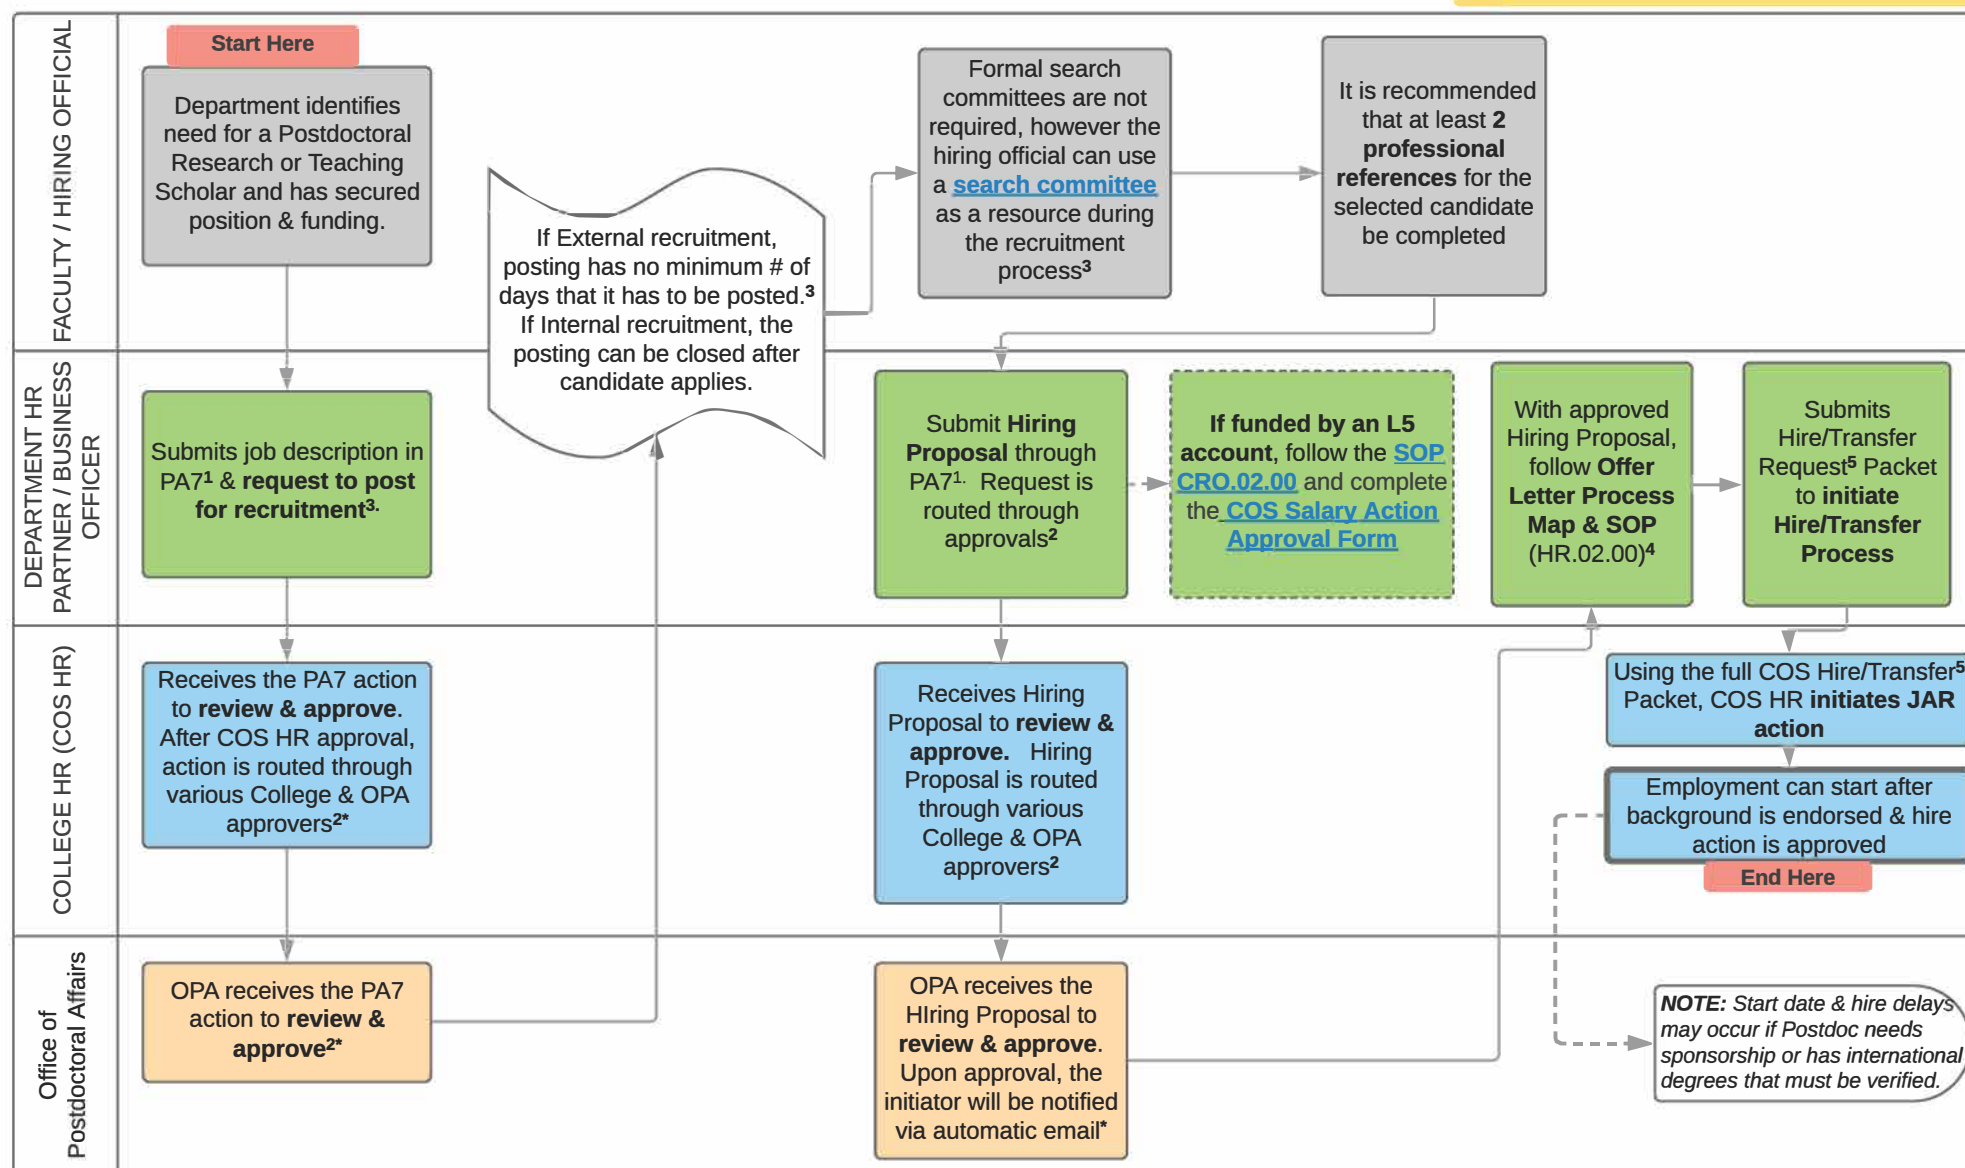 FACULTY / HIRING OFFICIAL
Start Here
Department identifies
need for a Postdoctoral
Research or Teaching
Scholar and has secured
position & funding.
If External recruitment,
posting has no minimum # of
days that it has to be posted.³
If Internal recruitment, the
posting can be closed after
candidate applies.
Formal search
committees are not
required, however the
hiring official can use
a search committee
as a resource during
the recruitment
process³
It is recommended
that at least 2
professional
references for the
selected candidate
be completed
DEPARTMENT HR
PARTNER / BUSINESS
OFFICER
Submits job description in
PA7¹ & request to post
for recruitment³.
Submit Hiring
Proposal through
PA7¹. Request is
routed through
approvals²
If funded by an L5
account, follow the SOP
CRO.02.00 and complete
the COS Salary Action
Approval Form
With approved
Hiring Proposal,
follow Offer
Letter Process
Map & SOP
(HR.02.00)⁴
Submits
Hire/Transfer
Request⁵ Packet
to initiate
Hire/Transfer
Process
COLLEGE HR (COS HR)
Receives the PA7 action
to review & approve.
After COS HR approval,
action is routed through
various College & OPA
approvers²*
Receives Hiring
Proposal to review &
approve. Hiring
Proposal is routed
through various
College & OPA
approvers²
Using the full COS Hire/Transfer⁵
Packet, COS HR initiates JAR
action
Employment can start after
background is endorsed & hire
action is approved
End Here
Office of
Postdoctoral Affairs
OPA receives the PA7
action to review &
approve²*
OPA receives the
HIring Proposal to
review & approve.
Upon approval, the
initiator will be notified
via automatic email*
NOTE: Start date & hire delays
may occur if Postdoc needs
sponsorship or has international
degrees that must be verified.